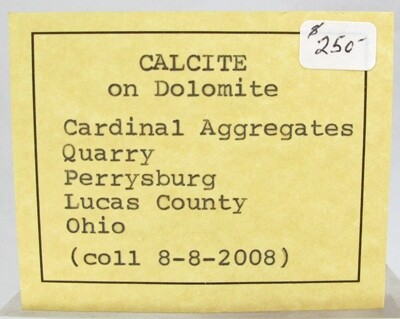 $250-
CALCITE
on Dolomite
Cardinal Aggregates
Quarry
Perrysburg
Lucas County
Ohio
(coll 8-8-2008)